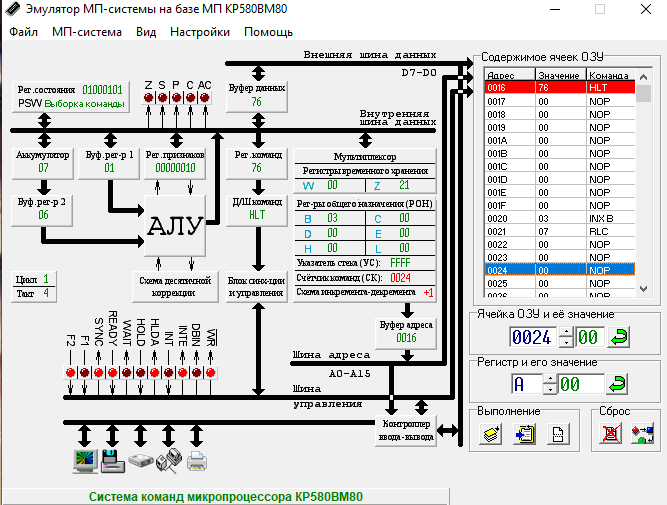 Эмулятор МП-системы на базе МП КР580ВМ80
Файл МП-система Вид Настройки Помощь
Внешняя шина данных
D7-D0
Z S P C AC
Рег.состояния 01000101
PSW Выборка команды
Буфер данных
76
Внутренняя
шина данных
Аккумулятор
07
Буф.рег-р 1
01
Рег.признаков
00000010
Рег.команд
76
Мультиплексор
Регистры временного хранения
W 00 Z 21
Буф.рег-р 2
06
АЛУ
Д/Ш команд
HLT
Рег-ры общего назначения (РОН)
B 03 C 00
D 00 E 00
H 00 L 00
Указатель стека (УС): FFFF
Счётчик команд (СК): 0024
Схема инкремента-декремента +1
Цикл 1
Такт 4
Схема десятичной
коррекции
Блок синх-ции
и управления
Буфер адреса
0016
F2 F1 SYNC READY WAIT HOLD HLDA INT INTE DBIN WR
Шина адреса
A0-A15
Шина
управления
Контроллер
ввода-вывода
Система команд микропроцессора КР580ВМ80
Содержимое ячеек ОЗУ
Адрес Значение Команда
0016 76 HLT
0017 00 NOP
0018 00 NOP
0019 00 NOP
001A 00 NOP
001B 00 NOP
001C 00 NOP
001D 00 NOP
001E 00 NOP
001F 00 NOP
0020 03 INX B
0021 07 RLC
0022 00 NOP
0023 00 NOP
0024 00 NOP
0025 00 NOP
0026 00 NOP
Ячейка ОЗУ и её значение
0024 00
Регистр и его значение
A 00
Выполнение
Сброс